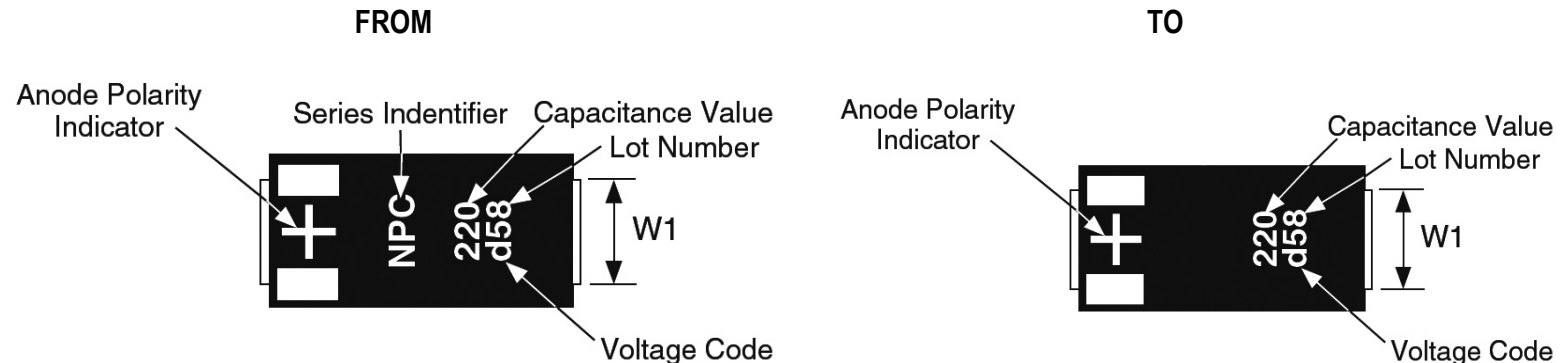 FROM
Anode Polarity
Indicator
Series Indentifier
Capacitance Value
Lot Number
NPC
220
d58
W1
Voltage Code
TO
Anode Polarity
Indicator
Capacitance Value
Lot Number
220
d58
W1
Voltage Code